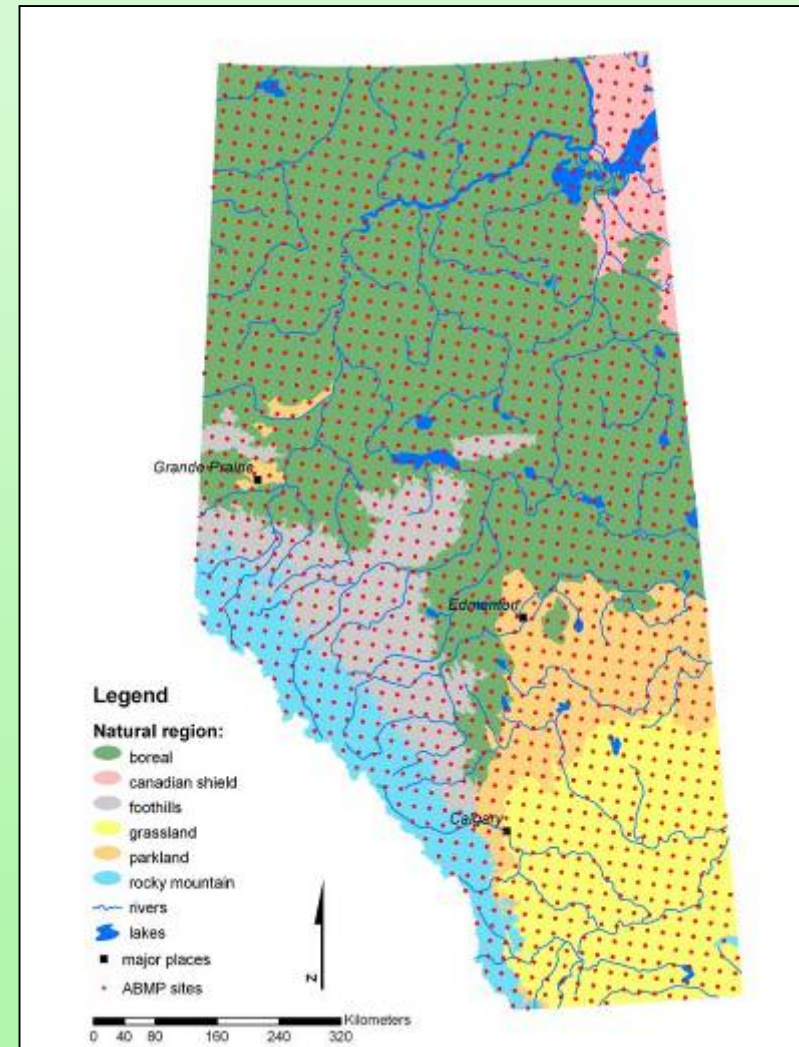 Grande Prairie
Edmonton
Legend
Natural region:
boreal
canadian shield
foothills
grassland
Calgary
parkland
rocky mountain
rivers
lakes
major places
N
ABMP sites
Kilometers
0 40 80 160 240 320